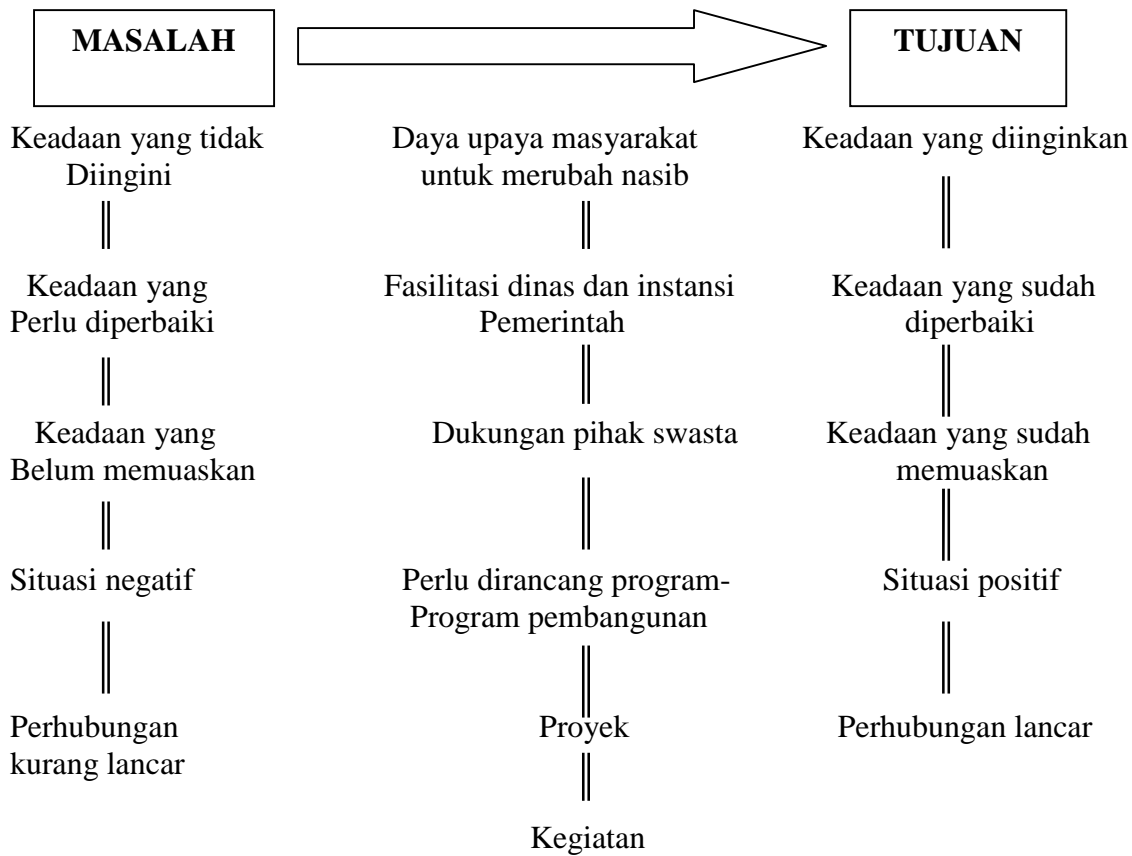 MASALAH
TUJUAN
Keadaan yang tidak
Diingini
Daya upaya masyarakat
untuk merubah nasib
Keadaan yang diinginkan
Keadaan yang
Perlu diperbaiki
Fasilitasi dinas dan instansi
Pemerintah
Keadaan yang sudah
diperbaiki
Keadaan yang
Belum memuaskan
Dukungan pihak swasta
Keadaan yang sudah
memuaskan
Situasi negatif
Perlu dirancang program-
Program pembangunan
Situasi positif
Perhubungan
kurang lancar
Proyek
Perhubungan lancar
Kegiatan